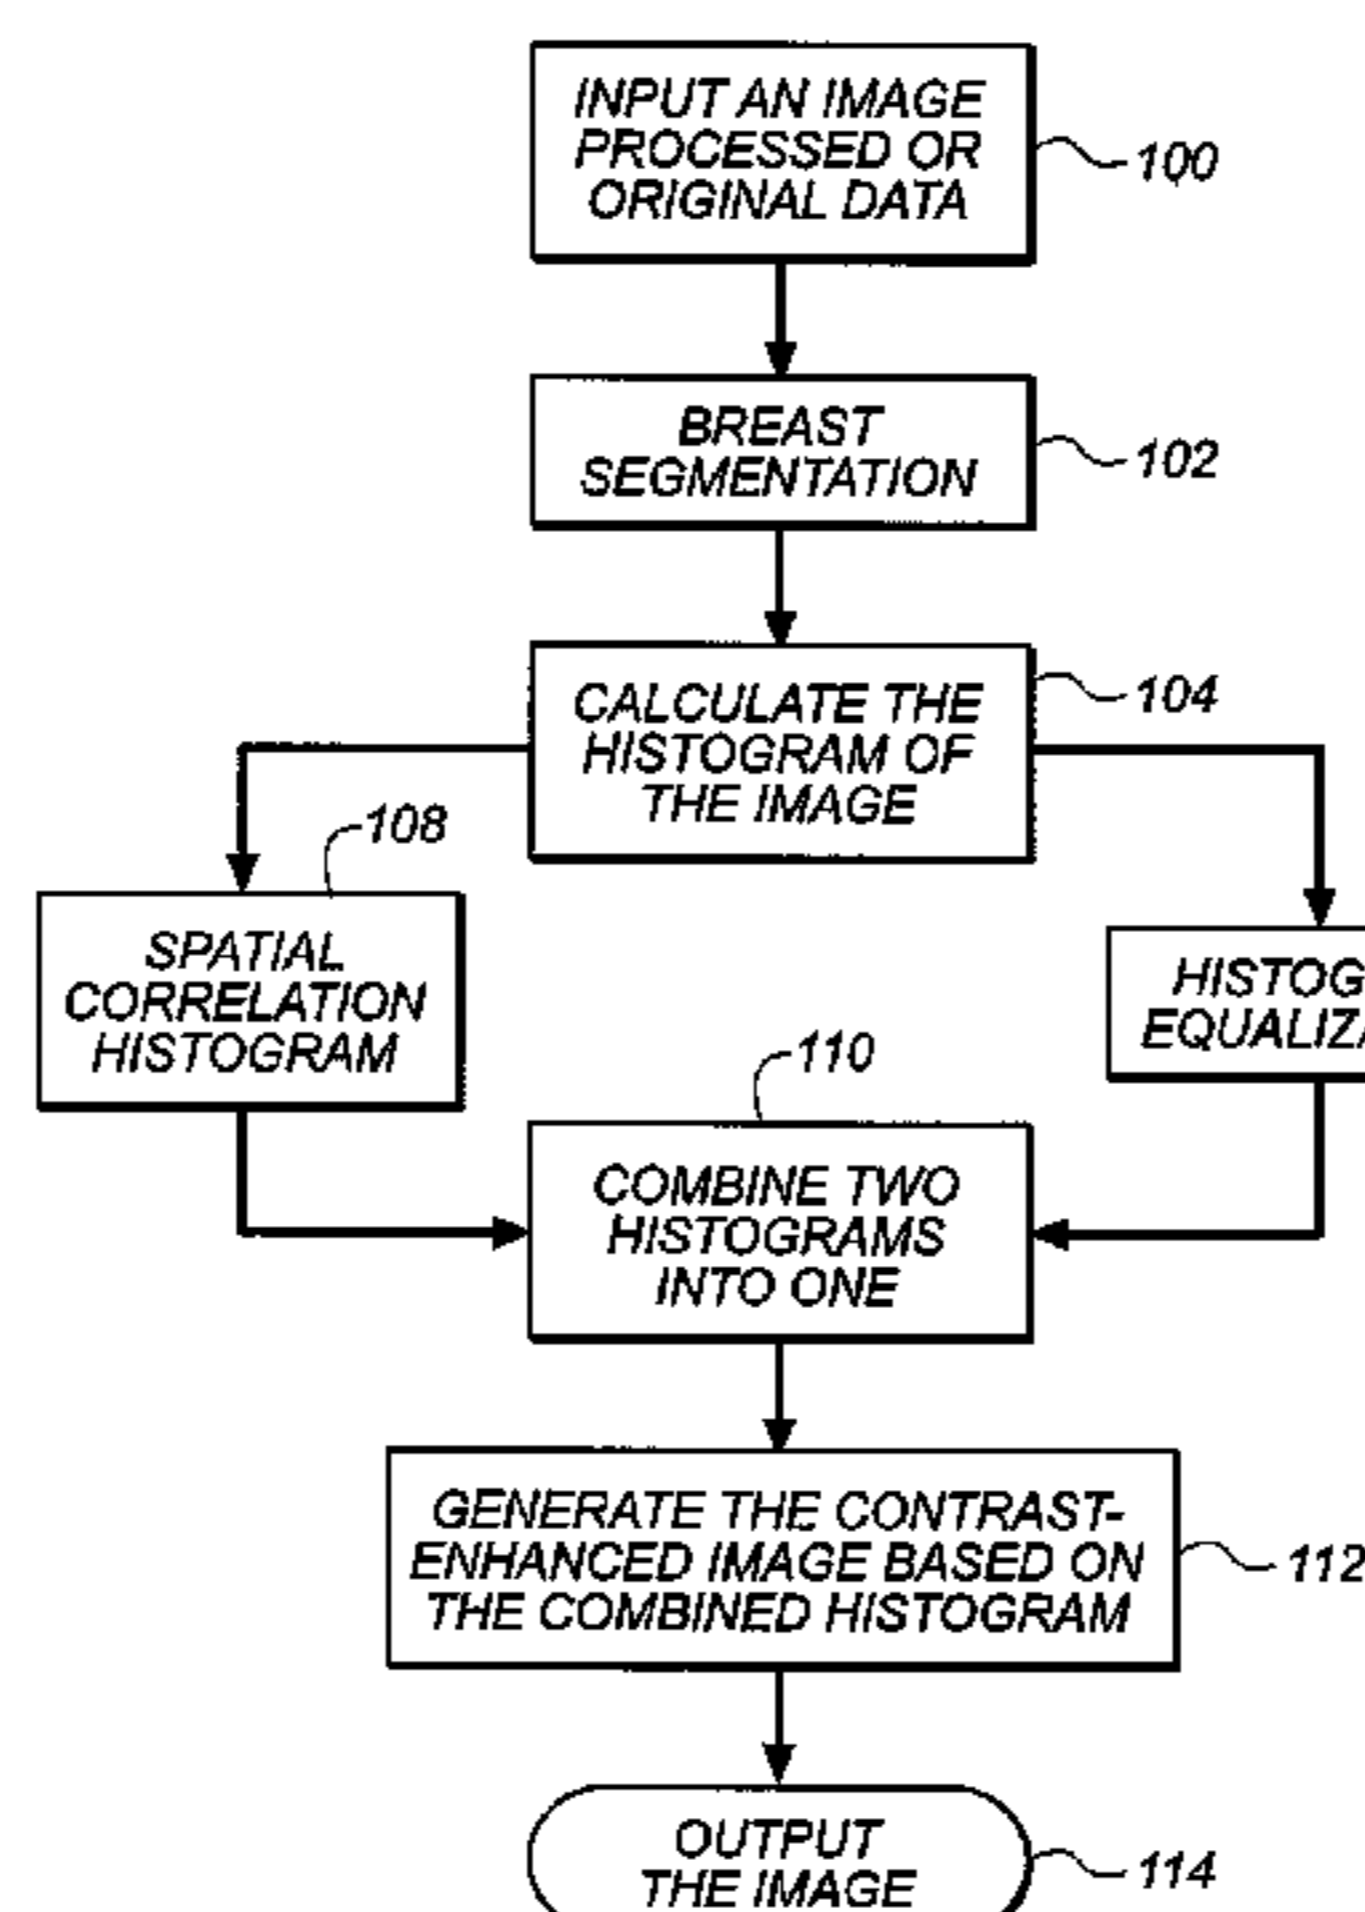 INPUT AN IMAGE
PROCESSED OR
ORIGINAL DATA
100
BREAST
SEGMENTATION
102
CALCULATE THE
HISTOGRAM OF
THE IMAGE
104
108
SPATIAL
CORRELATION
HISTOGRAM
110
COMBINE TWO
HISTOGRAMS
INTO ONE
GENERATE THE CONTRAST-
ENHANCED IMAGE BASED ON
THE COMBINED HISTOGRAM
112
OUTPUT
THE IMAGE
114